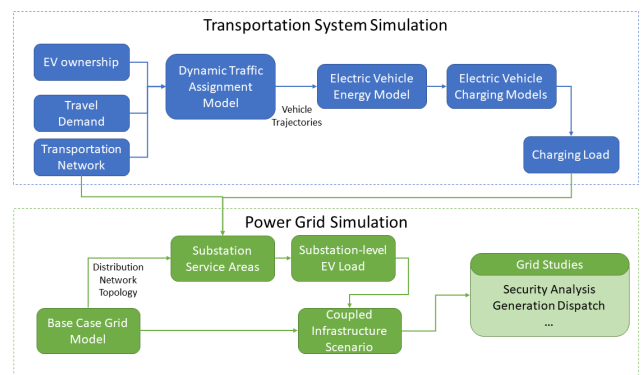 Transportation System Simulation
EV ownership
Travel
Demand
Transportation
Network
Dynamic Traffic
Assignment
Model
Vehicle
Trajectories
Electric Vehicle
Energy Model
Electric Vehicle
Charging Models
Charging Load
Power Grid Simulation
Distribution
Network
Topology
Substation
Service Areas
Substation-level
EV Load
Base Case Grid
Model
Coupled
Infrastructure
Scenario
Grid Studies
Security Analysis
Generation Dispatch
...